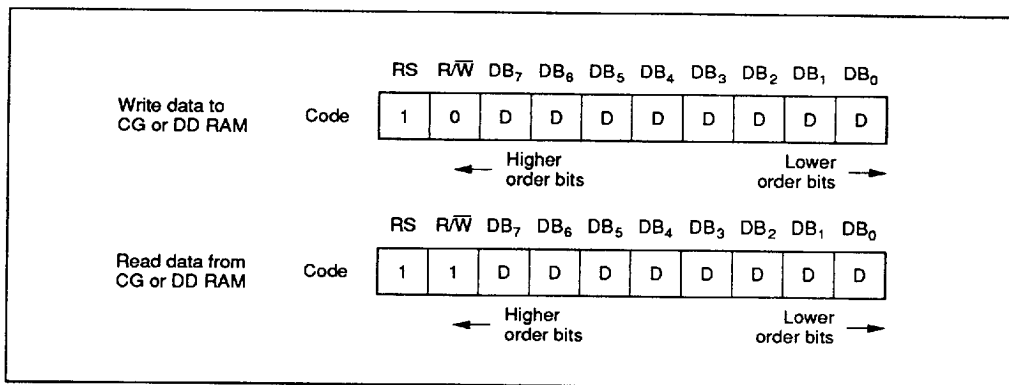 RS R/W̅ DB₇ DB₆ DB₅ DB₄ DB₃ DB₂ DB₁ DB₀
Write data to
CG or DD RAM
Code 1 0 D D D D D D D D
Higher
order bits
Lower
order bits
RS R/W̅ DB₇ DB₆ DB₅ DB₄ DB₃ DB₂ DB₁ DB₀
Read data from
CG or DD RAM
Code 1 1 D D D D D D D D
Higher
order bits
Lower
order bits